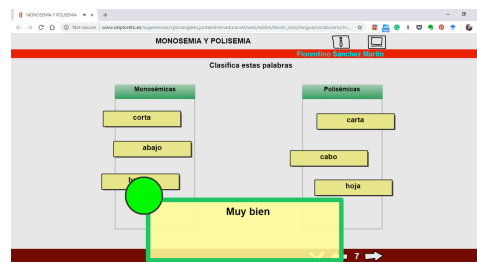 MONOSEMIA Y POLISEMIA
Not secure
MONOSEMIA Y POLISEMIA
Florentino Sánchez Martín
Clasifica estas palabras
Monosémicas
Polisémicas
corta
carta
abajo
cabo
hoja
Muy bien
7